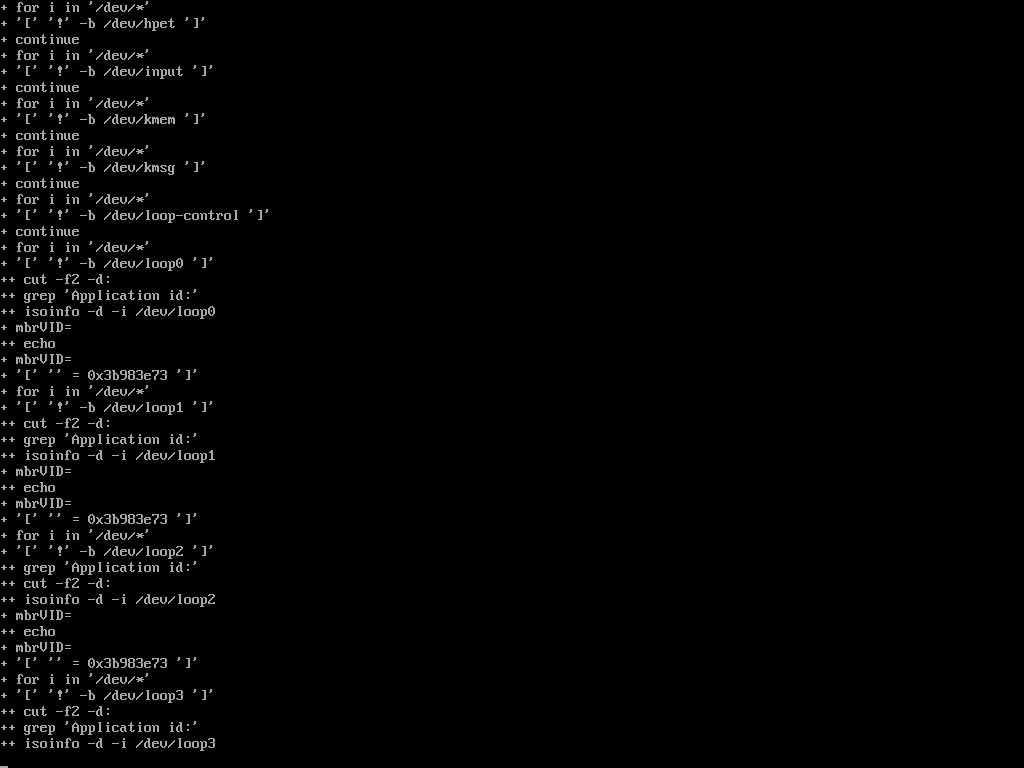 + for i in '/dev/*'
+ '[' '!' -b /dev/hpet ']'
+ continue
+ for i in '/dev/*'
+ '[' '!' -b /dev/input ']'
+ continue
+ for i in '/dev/*'
+ '[' '!' -b /dev/kmem ']'
+ continue
+ for i in '/dev/*'
+ '[' '!' -b /dev/kmsg ']'
+ continue
+ for i in '/dev/*'
+ '[' '!' -b /dev/loop-control ']'
+ continue
+ for i in '/dev/*'
+ '[' '!' -b /dev/loop0 ']'
++ cut -f2 -d:
++ grep 'Application id:'
++ isoinfo -d -i /dev/loop0
+ mbrVID=
++ echo
+ mbrVID=
+ '[' '' = 0x3b983e73 ']'
+ for i in '/dev/*'
+ '[' '!' -b /dev/loop1 ']'
++ cut -f2 -d:
++ grep 'Application id:'
++ isoinfo -d -i /dev/loop1
+ mbrVID=
++ echo
+ mbrVID=
+ '[' '' = 0x3b983e73 ']'
+ for i in '/dev/*'
+ '[' '!' -b /dev/loop2 ']'
++ grep 'Application id:'
++ cut -f2 -d:
++ isoinfo -d -i /dev/loop2
+ mbrVID=
++ echo
+ mbrVID=
+ '[' '' = 0x3b983e73 ']'
+ for i in '/dev/*'
+ '[' '!' -b /dev/loop3 ']'
++ cut -f2 -d:
++ grep 'Application id:'
++ isoinfo -d -i /dev/loop3